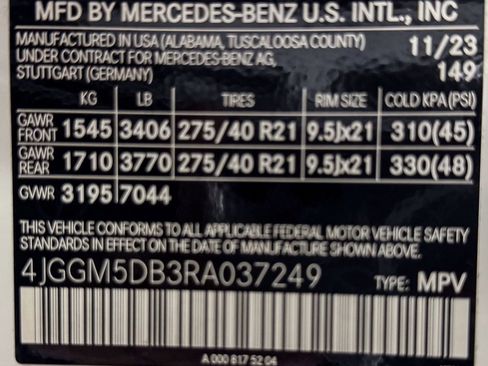 MFD BY MERCEDES-BENZ U.S. INTL., INC
MANUFACTURED IN USA (ALABAMA, TUSCALOOSA COUNTY) 11/23
UNDER CONTRACT FOR MERCEDES-BENZ AG,
STUTTGART (GERMANY) 149
KG LB TIRES RIM SIZE COLD KPA (PSI)
GAWR FRONT 1545 3406 275/40 R21 9.5Jx21 310(45)
GAWR REAR 1710 3770 275/40 R21 9.5Jx21 330(48)
GVWR 3195 7044
THIS VEHICLE CONFORMS TO ALL APPLICABLE FEDERAL MOTOR VEHICLE SAFETY
STANDARDS IN EFFECT ON THE DATE OF MANUFACTURE SHOWN ABOVE.
4JGGM5DB3RA037249 TYPE: MPV
A 000 817 52 04